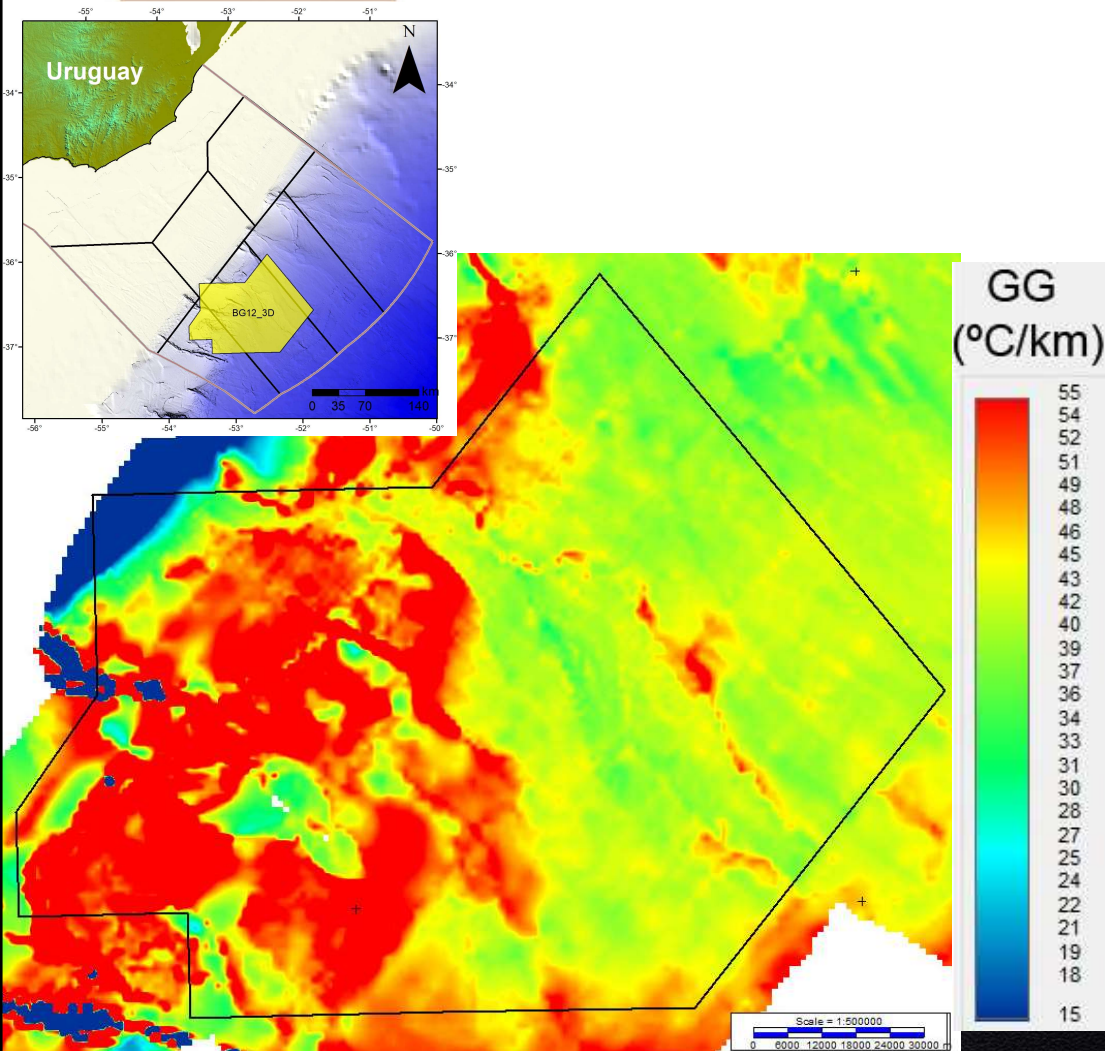 -55° -54° -53° -52° -51°
N
Uruguay
-34° -34°
-35° -35°
-36° -36°
BG12_3D
-37° -37°
km
0 35 70 140
-56° -55° -54° -53° -52° -51° -50°
GG
(ºC/km)
55
54
52
51
49
48
46
45
43
42
40
39
37
36
34
33
31
30
28
27
25
24
22
21
19
18
15
Scale = 1:500000
0 6000 12000 18000 24000 30000 m